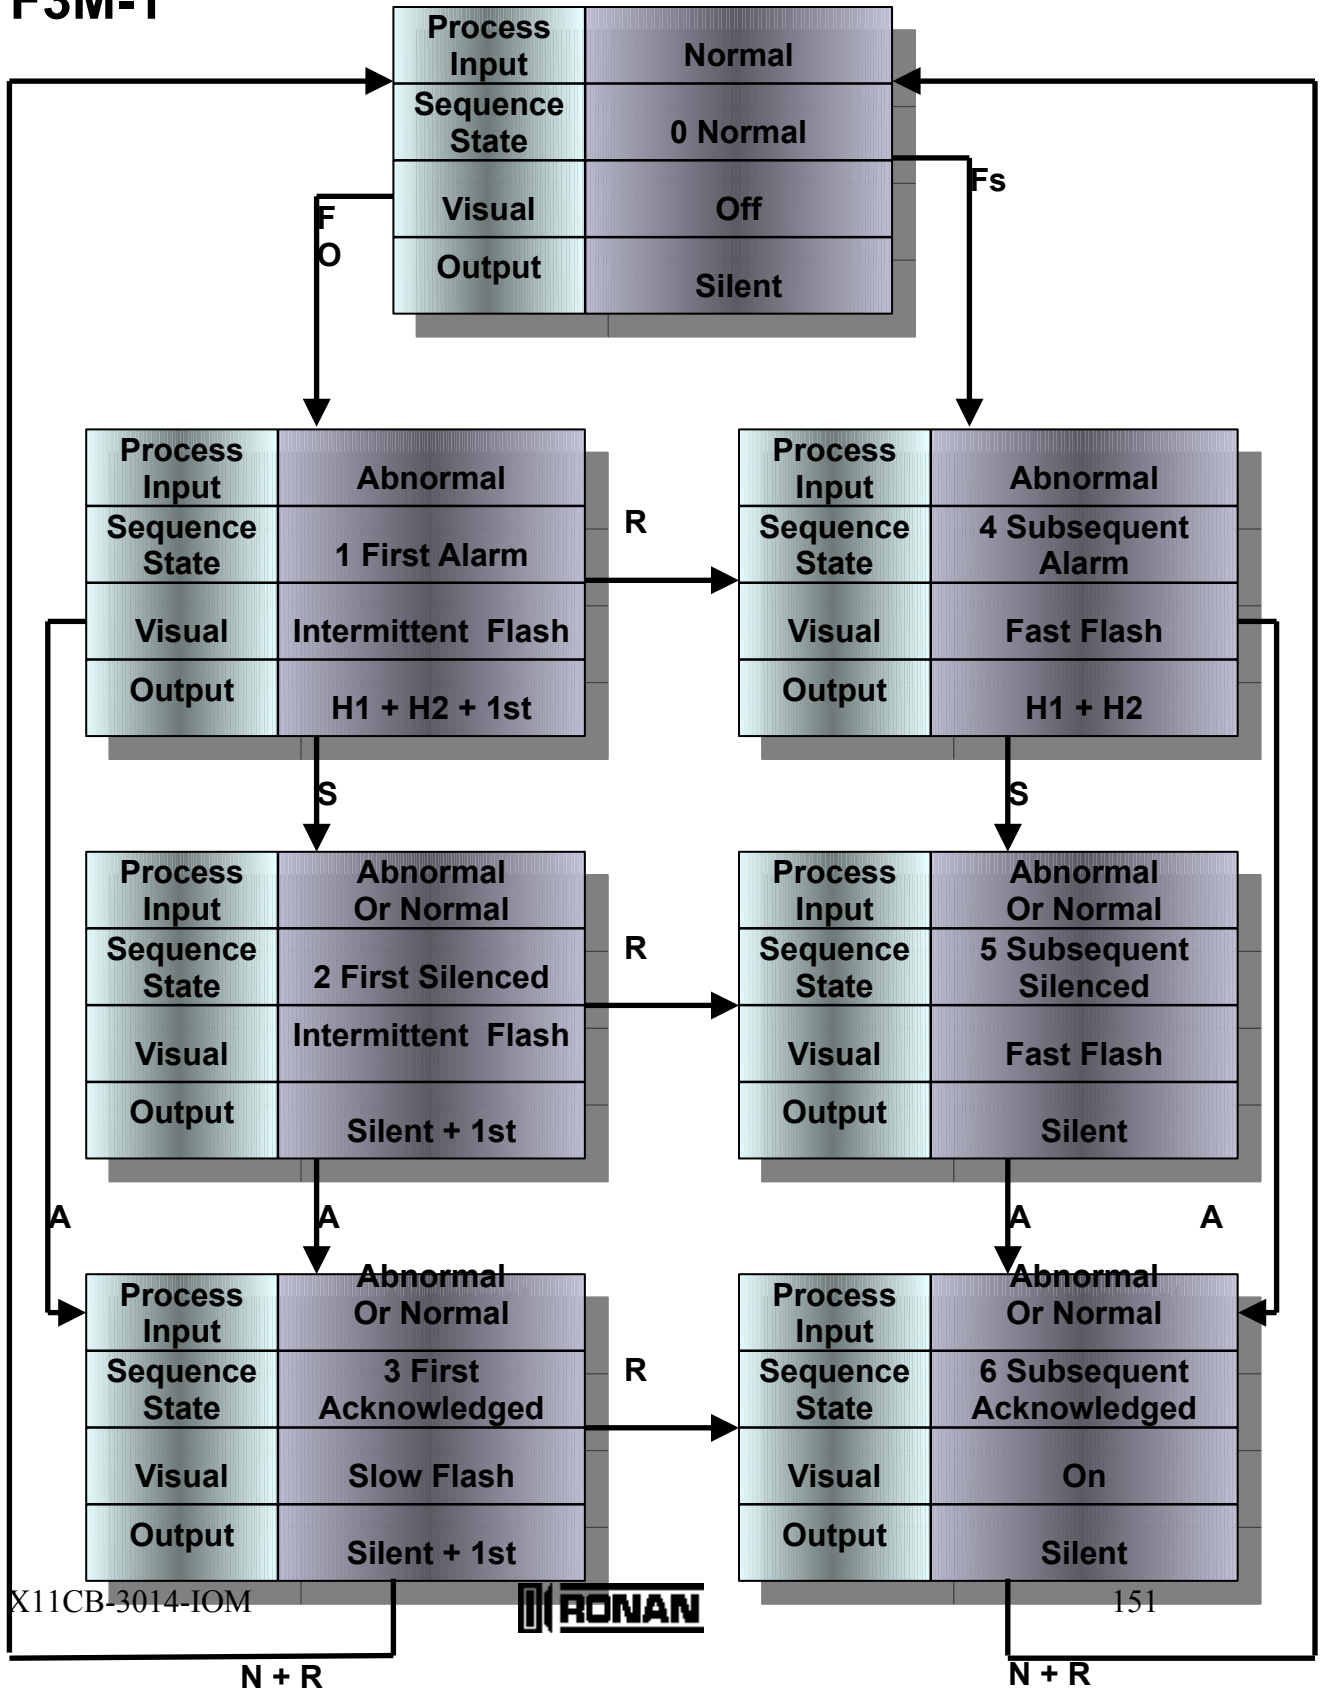 F3M-1
Process Input
Normal
Sequence State
0 Normal
Visual
Off
Output
Silent
F
O
Fs
Process Input
Abnormal
Sequence State
1 First Alarm
Visual
Intermittent Flash
Output
H1 + H2 + 1st
R
Process Input
Abnormal
Sequence State
4 Subsequent Alarm
Visual
Fast Flash
Output
H1 + H2
S
S
Process Input
Abnormal Or Normal
Sequence State
2 First Silenced
Visual
Intermittent Flash
Output
Silent + 1st
R
Process Input
Abnormal Or Normal
Sequence State
5 Subsequent Silenced
Visual
Fast Flash
Output
Silent
A
A
A
A
Process Input
Abnormal Or Normal
Sequence State
3 First Acknowledged
Visual
Slow Flash
Output
Silent + 1st
R
Process Input
Abnormal Or Normal
Sequence State
6 Subsequent Acknowledged
Visual
On
Output
Silent
X11CB-3014-IOM
RONAN
151
N + R
N + R